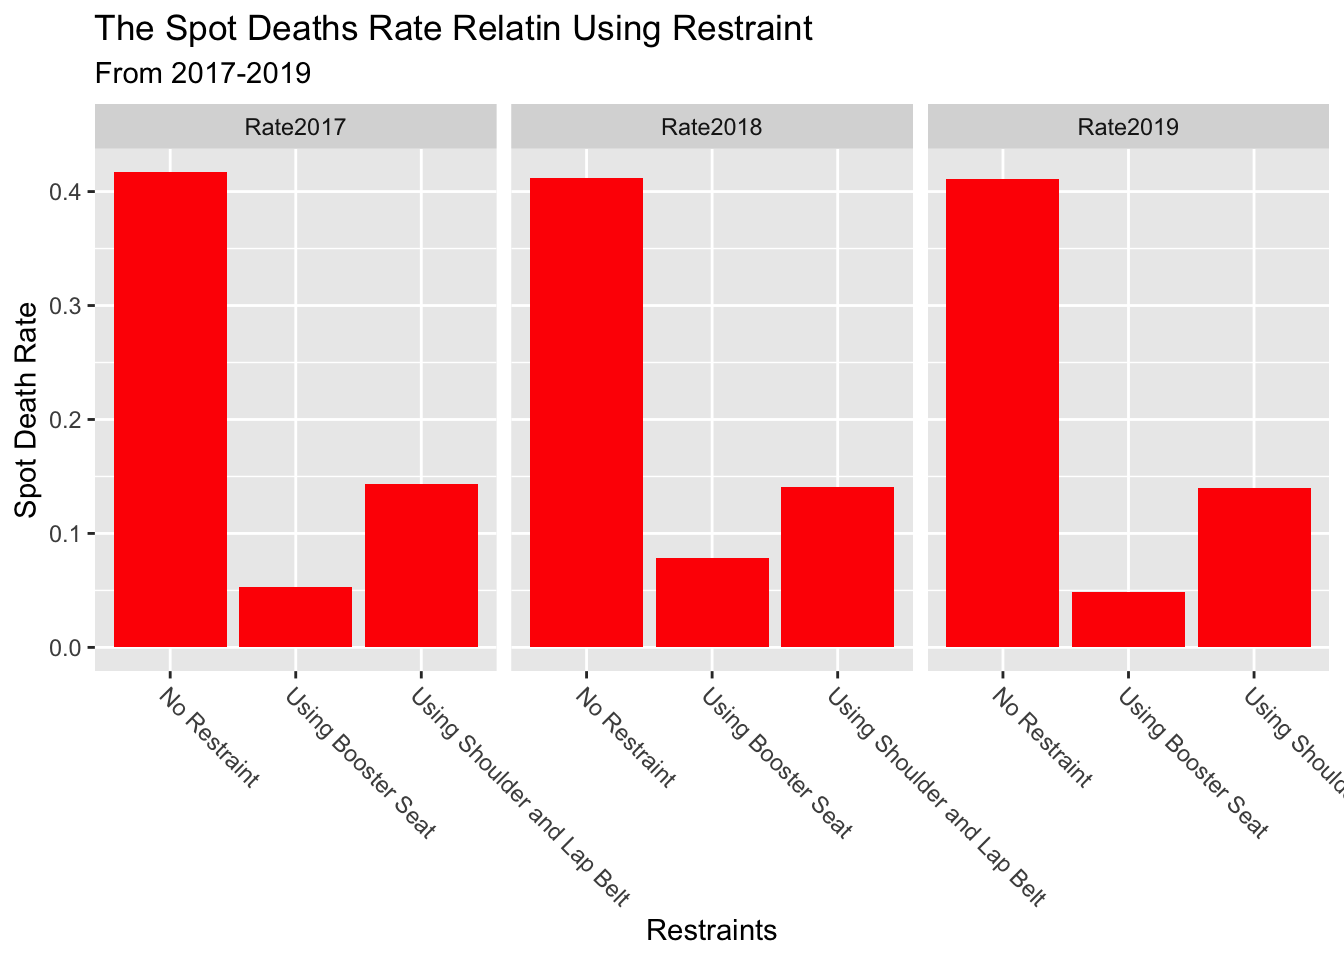 The Spot Deaths Rate Relatin Using Restraint
From 2017-2019
Rate2017
Rate2018
Rate2019
Spot Death Rate
0.4
0.3
0.2
0.1
0.0
No Restraint
Using Booster Seat
Using Shoulder and Lap Belt
No Restraint
Using Booster Seat
Using Shoulder and Lap Belt
No Restraint
Using Booster Seat
Using
Restraints